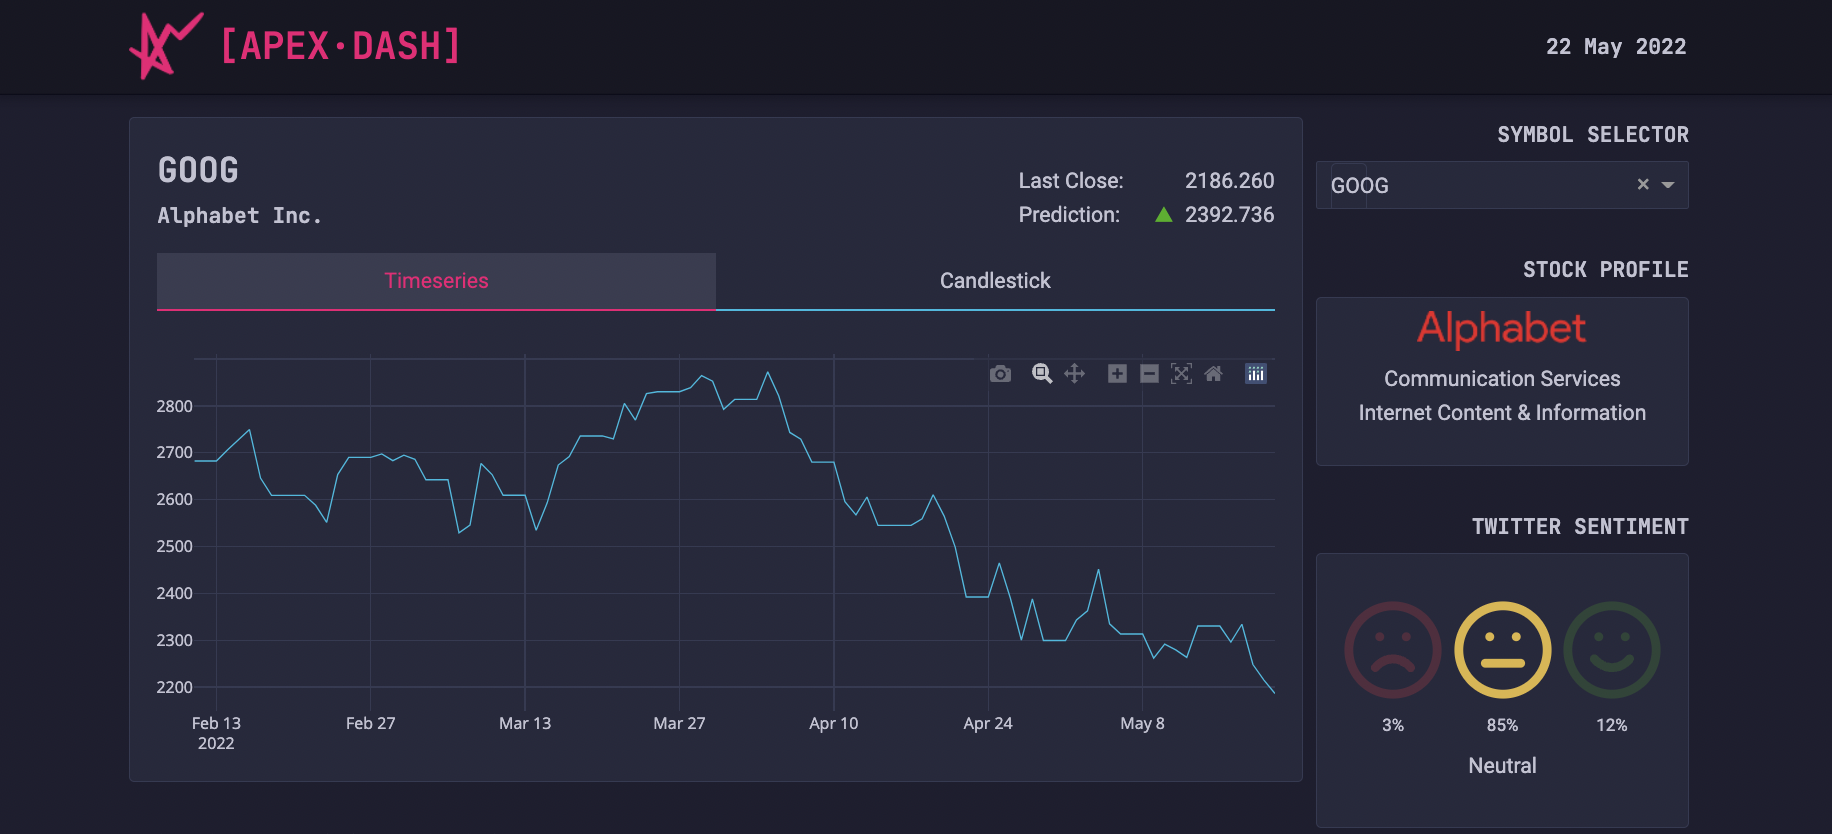 [APEX·DASH]
22 May 2022
GOOG
Alphabet Inc.
Last Close: 2186.260
Prediction: ▲ 2392.736
Timeseries
Candlestick
2800
2700
2600
2500
2400
2300
2200
Feb 13
2022
Feb 27
Mar 13
Mar 27
Apr 10
Apr 24
May 8
SYMBOL SELECTOR
GOOG
STOCK PROFILE
Alphabet
Communication Services
Internet Content & Information
TWITTER SENTIMENT
3% 85% 12%
Neutral